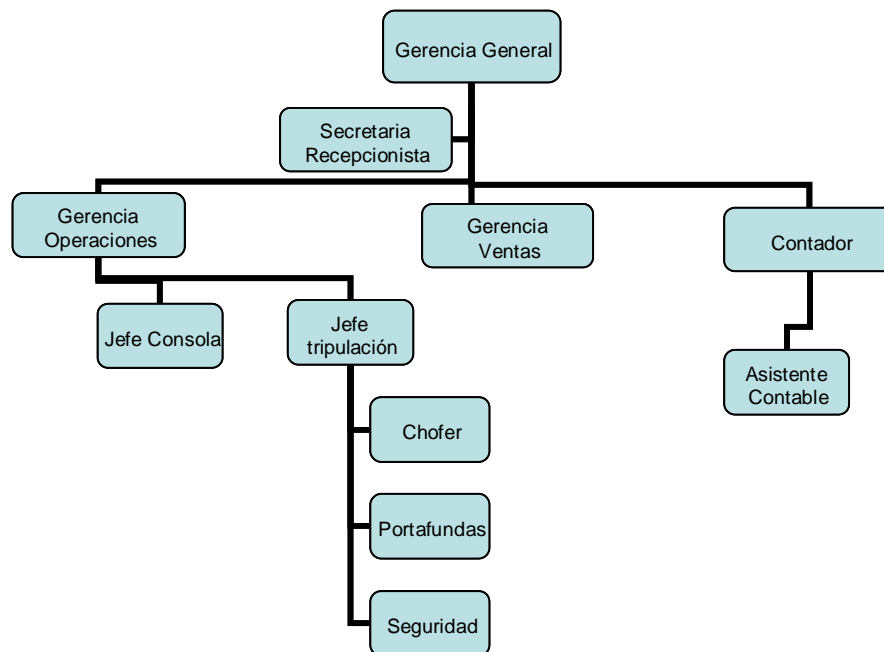 Gerencia General
Secretaria
Recepcionista
Gerencia
Operaciones
Gerencia
Ventas
Contador
Jefe Consola
Jefe
tripulación
Asistente
Contable
Chofer
Portafundas
Seguridad